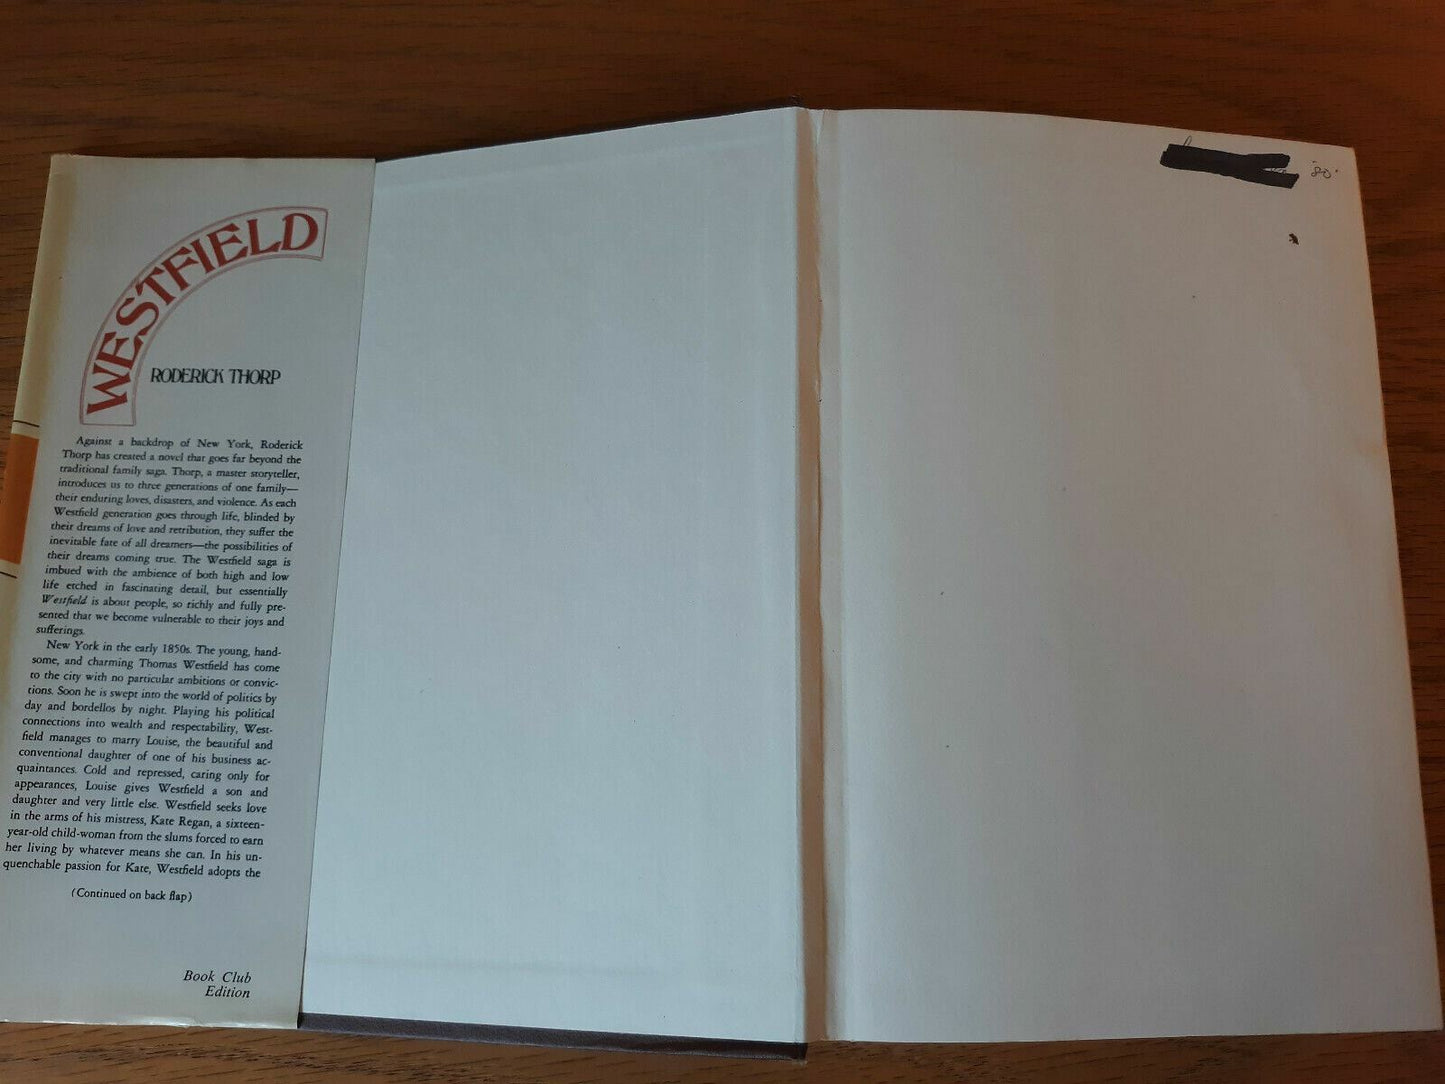 WESTFIELD
RODERICK THORP
Against a backdrop of New York, Roderick
Thorp has created a novel that goes far beyond the
traditional family saga. Thorp, a master storyteller,
introduces us to three generations of one family—
their enduring loves, disasters, and violence. As each
Westfield generation goes through life, blinded by
their dreams of love and retribution, they suffer the
inevitable fate of all dreamers—the possibilities of
their dreams coming true. The Westfield saga is
imbued with the ambience of both high and low
life etched in fascinating detail, but essentially
Westfield is about people, so richly and fully pre-
sented that we become vulnerable to their joys and
sufferings.
New York in the early 1850s. The young, hand-
some, and charming Thomas Westfield has come
to the city with no particular ambitions or convic-
tions. Soon he is swept into the world of politics by
day and bordellos by night. Playing his political
connections into wealth and respectability, West-
field manages to marry Louise, the beautiful and
conventional daughter of one of his business ac-
quaintances. Cold and repressed, caring only for
appearances, Louise gives Westfield a son and
daughter and very little else. Westfield seeks love
in the arms of his mistress, Kate Regan, a sixteen-
year-old child-woman from the slums forced to earn
her living by whatever means she can. In his un-
quenchable passion for Kate, Westfield adopts the
(Continued on back flap)
Book Club
Edition
'80'